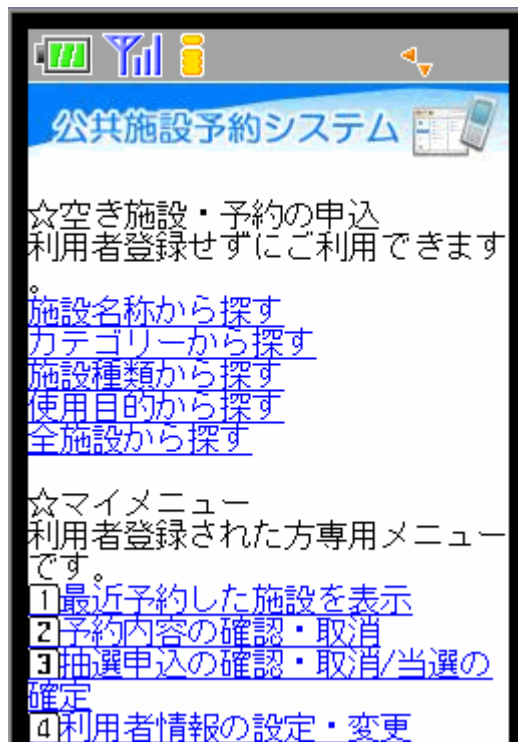 公共施設予約システム
☆空き施設・予約の申込
利用者登録せずにご利用できます
。
施設名称から探す
カテゴリーから探す
施設種類から探す
使用目的から探す
全施設から探す
☆マイメニュー
利用者登録された方専用メニュー
です。
1最近予約した施設を表示
2予約内容の確認・取消
3抽選申込の確認・取消/当選の
確定
4利用者情報の設定・変更